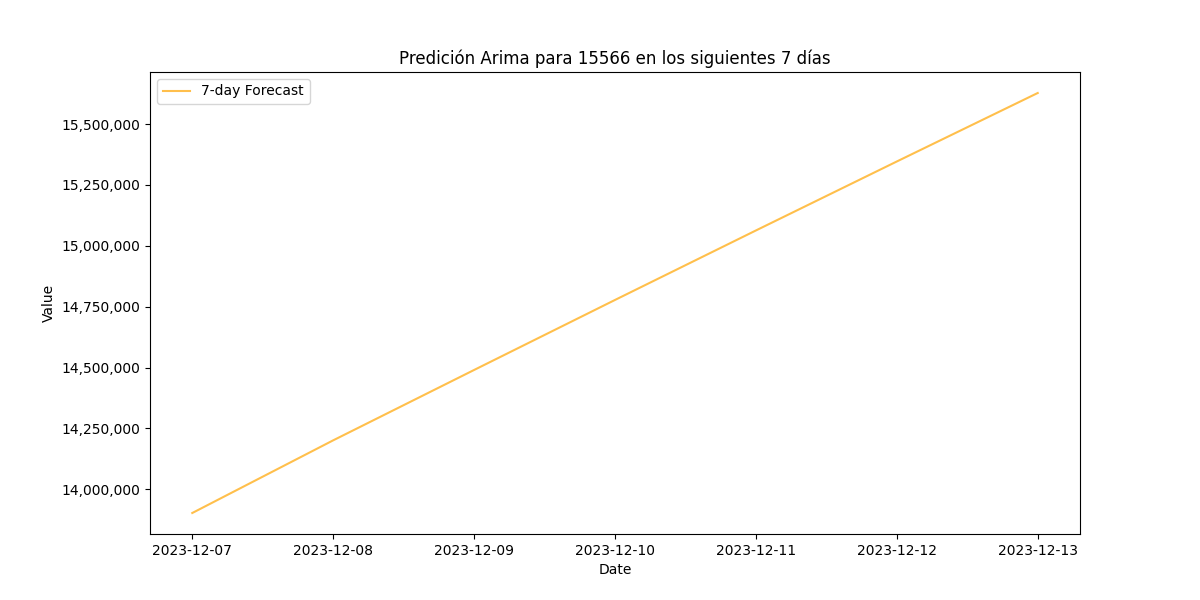 Predición Arima para 15566 en los siguientes 7 días
7-day Forecast
Value
15,500,000
15,250,000
15,000,000
14,750,000
14,500,000
14,250,000
14,000,000
2023-12-07 2023-12-08 2023-12-09 2023-12-10 2023-12-11 2023-12-12 2023-12-13
Date